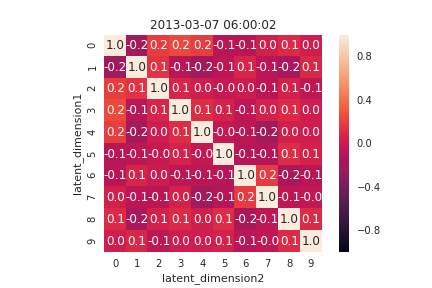 2013-03-07 06:00:02
latent_dimension1
0 1.0 -0.2 0.2 0.2 0.2 -0.1 -0.1 0.0 0.1 0.0
1 -0.2 1.0 0.1 -0.1 -0.2 -0.1 0.1 -0.1 -0.2 0.1
2 0.2 0.1 1.0 0.1 0.0 -0.0 0.0 -0.1 0.1 -0.1
3 0.2 -0.1 0.1 1.0 0.1 0.1 -0.1 0.0 0.1 0.0
4 0.2 -0.2 0.0 0.1 1.0 -0.0 -0.1 -0.2 0.0 0.0
5 -0.1 -0.1 -0.0 0.1 -0.0 1.0 -0.1 -0.1 0.1 0.1
6 -0.1 0.1 0.0 -0.1 -0.1 -0.1 1.0 0.2 -0.2 -0.1
7 0.0 -0.1 -0.1 0.0 -0.2 -0.1 0.2 1.0 -0.1 -0.0
8 0.1 -0.2 0.1 0.1 0.0 0.1 -0.2 -0.1 1.0 0.1
9 0.0 0.1 -0.1 0.0 0.0 0.1 -0.1 -0.0 0.1 1.0
0 1 2 3 4 5 6 7 8 9
latent_dimension2
0.8
0.4
0.0
-0.4
-0.8